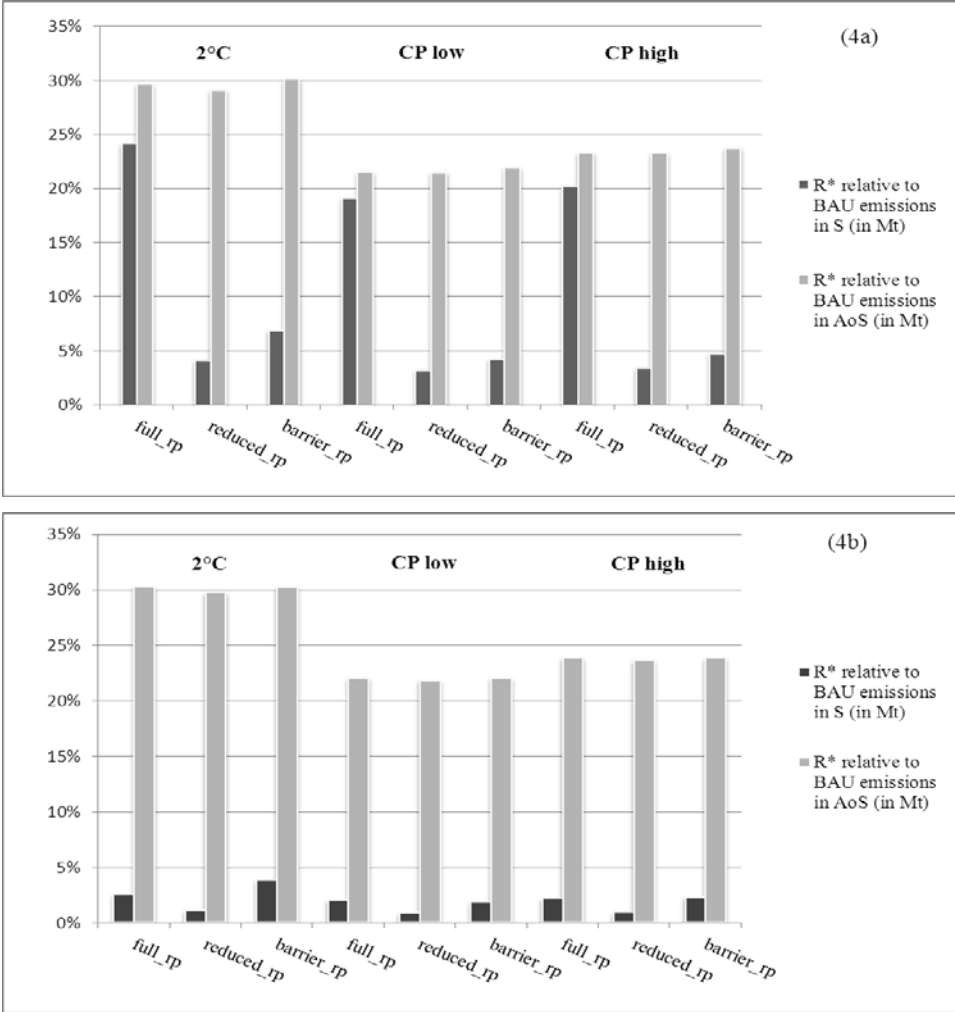 (4a)
35%
2°C CP low CP high
30%
25%
20%
15%
10%
5%
0%
R* relative to
BAU emissions
in S (in Mt)
R* relative to
BAU emissions
in AoS (in Mt)
full_rp reduced_rp barrier_rp full_rp reduced_rp barrier_rp full_rp reduced_rp barrier_rp
(4b)
35%
2°C CP low CP high
30%
25%
20%
15%
10%
5%
0%
R* relative to
BAU emissions
in S (in Mt)
R* relative to
BAU emissions
in AoS (in Mt)
full_rp reduced_rp barrier_rp full_rp reduced_rp barrier_rp full_rp reduced_rp barrier_rp